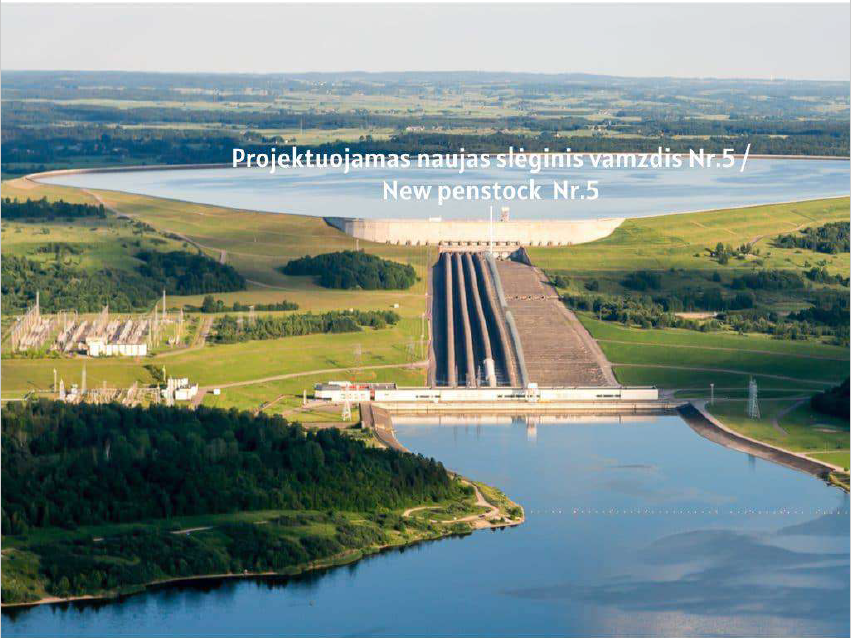 Projektuojamas naujas slėginis vamzdis Nr.5 /
New penstock Nr.5